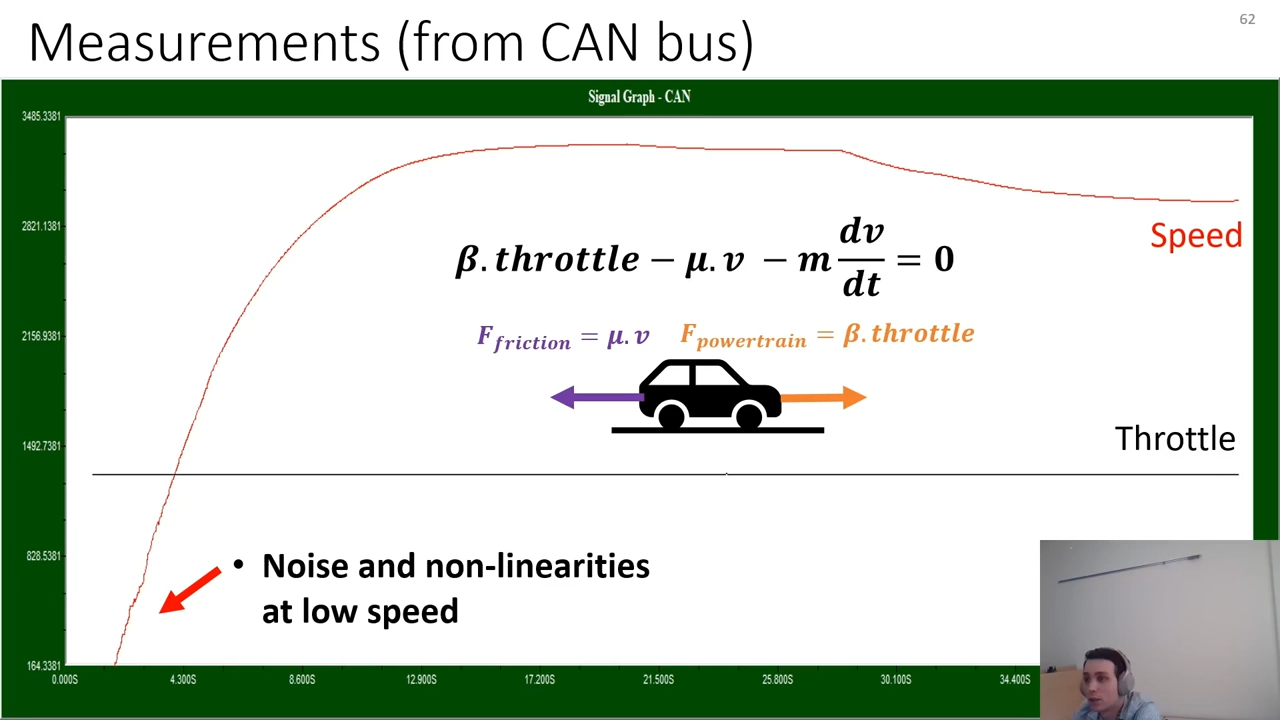 62
Measurements (from CAN bus)
Signal Graph - CAN
3485.3381
2821.1381
2156.9381
1492.7381
828.5381
164.3381
Speed
β.throttle − μ.v − m dv/dt = 0
F_friction = μ.v F_powertrain = β.throttle
Throttle
• Noise and non-linearities
at low speed
0.000S 4.300S 8.600S 12.900S 17.200S 21.500S 25.800S 30.100S 34.400S